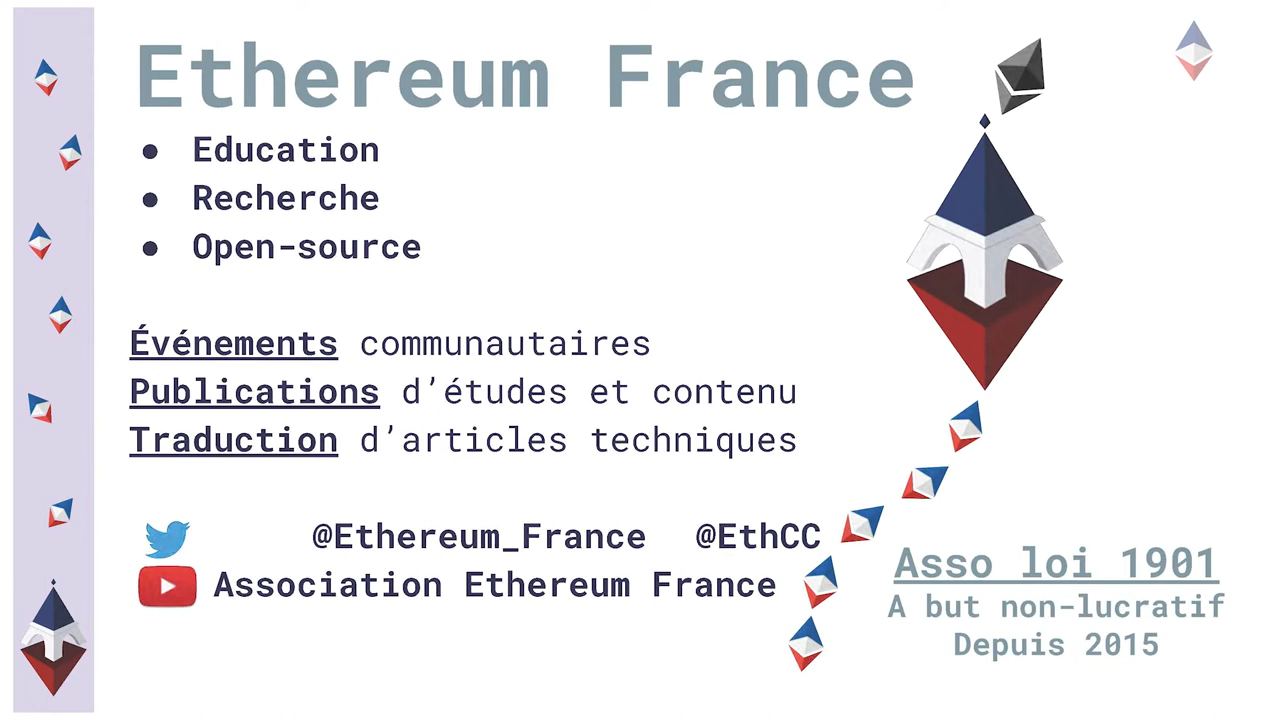 Ethereum France
● Education
● Recherche
● Open-source
Événements communautaires
Publications d’études et contenu
Traduction d’articles techniques
@Ethereum_France @EthCC
Association Ethereum France
Asso loi 1901
A but non-lucratif
Depuis 2015